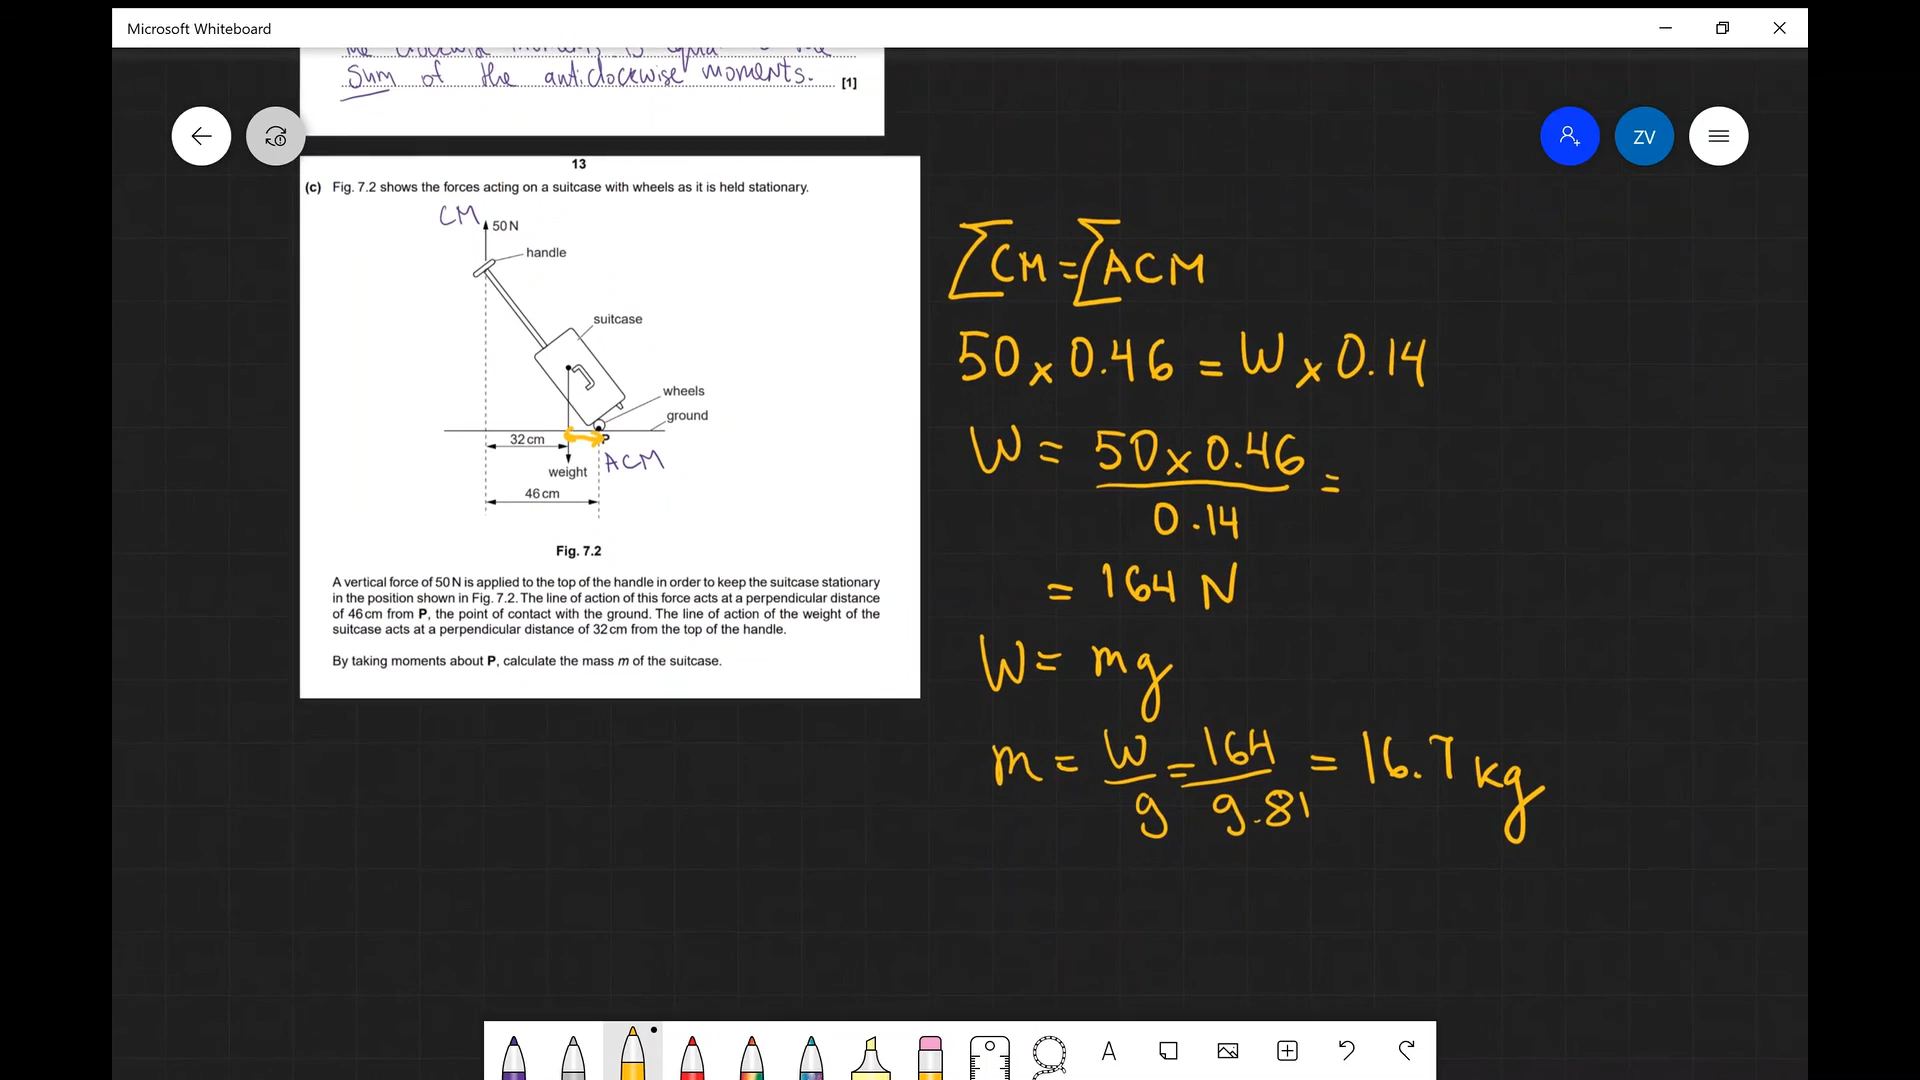 Microsoft Whiteboard
Sum of the anticlockwise moments. [1]
ZV
13
(c) Fig. 7.2 shows the forces acting on a suitcase with wheels as it is held stationary.
CM
50 N
handle
suitcase
wheels
ground
32 cm
P
weight
ACM
46 cm
Fig. 7.2
A vertical force of 50 N is applied to the top of the handle in order to keep the suitcase stationary
in the position shown in Fig. 7.2. The line of action of this force acts at a perpendicular distance
of 46 cm from P, the point of contact with the ground. The line of action of the weight of the
suitcase acts at a perpendicular distance of 32 cm from the top of the handle.
By taking moments about P, calculate the mass m of the suitcase.
∑CM = ∑ACM
50 × 0.46 = W × 0.14
W = 50 × 0.46 / 0.14 =
= 164 N
W = mg
m = W/g = 164/9.81 = 16.7 kg
A